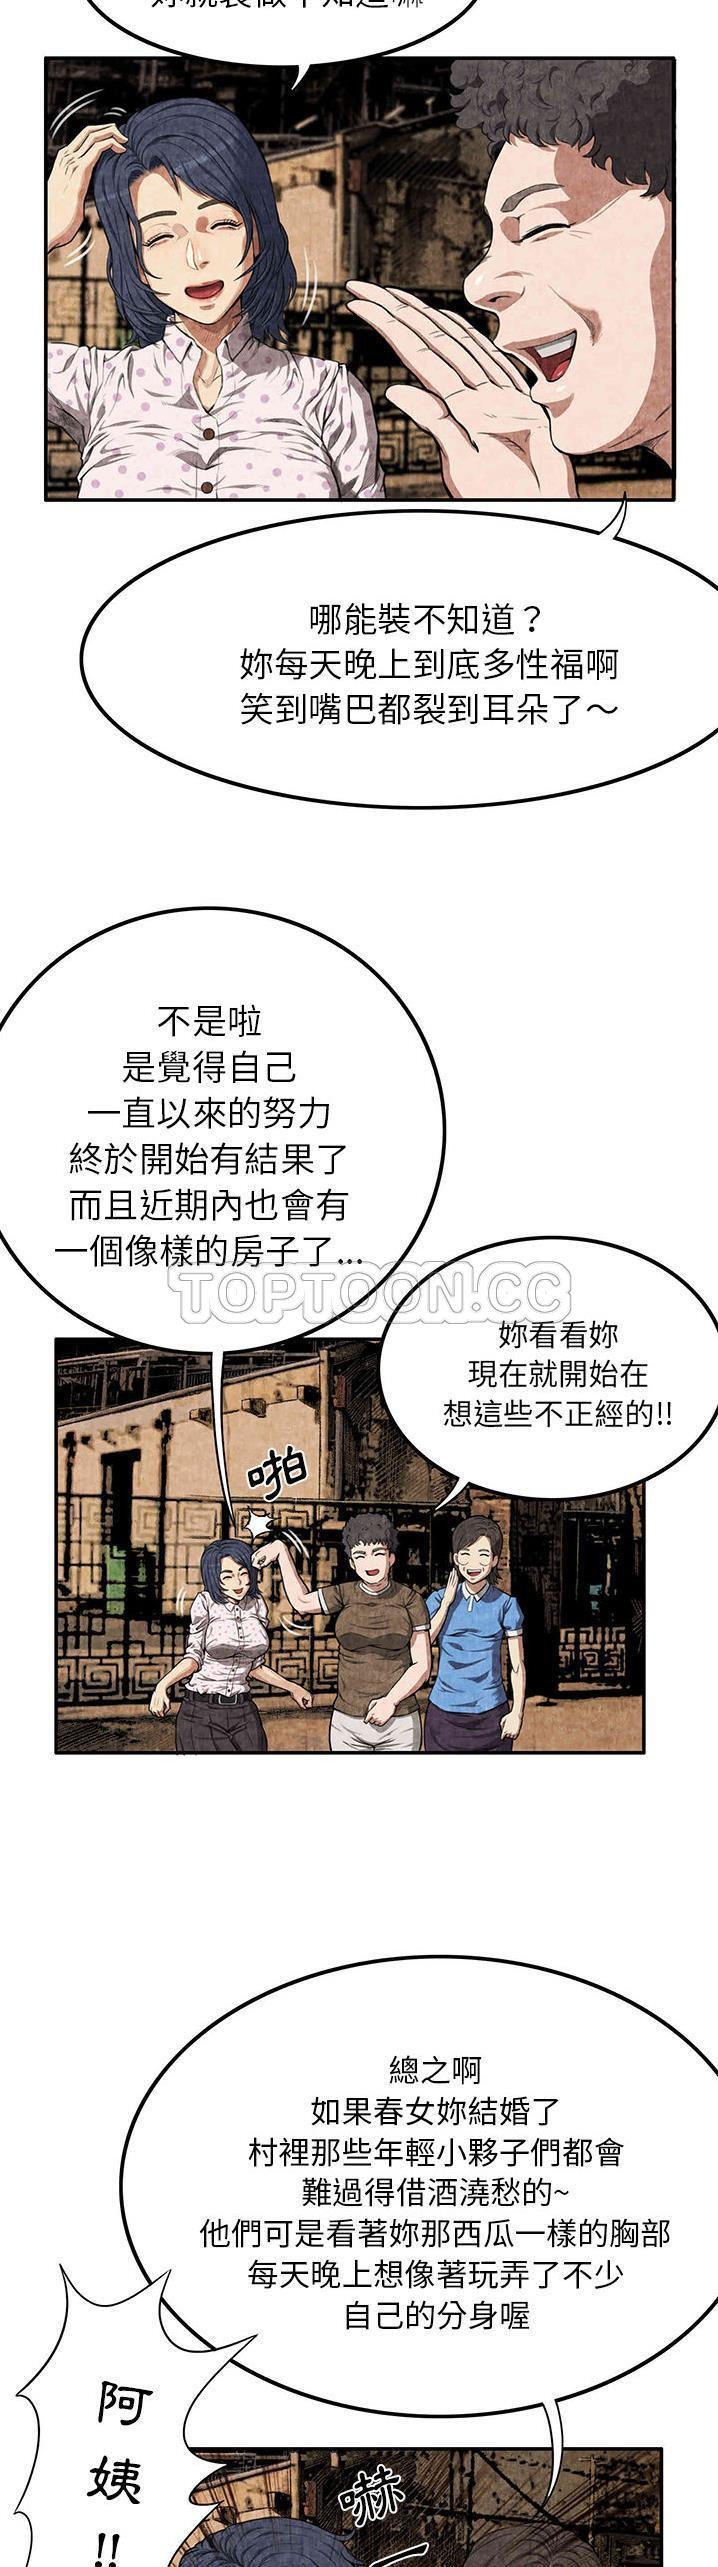 妳就裝做不知道嘛
哪能裝不知道？
妳每天晚上到底多性福啊
笑到嘴巴都裂到耳朵了～
不是啦
是覺得自己
一直以來的努力
終於開始有結果了
而且近期內也會有
一個像樣的房子了...
TOPTOON.CC
妳看看妳
現在就開始在
想這些不正經的!!
啪
總之啊
如果春女妳結婚了
村裡那些年輕小夥子們都會
難過得借酒澆愁的~
他們可是看著妳那西瓜一樣的胸部
每天晚上想像著玩弄了不少
自己的分身喔
阿姨!!
嚇